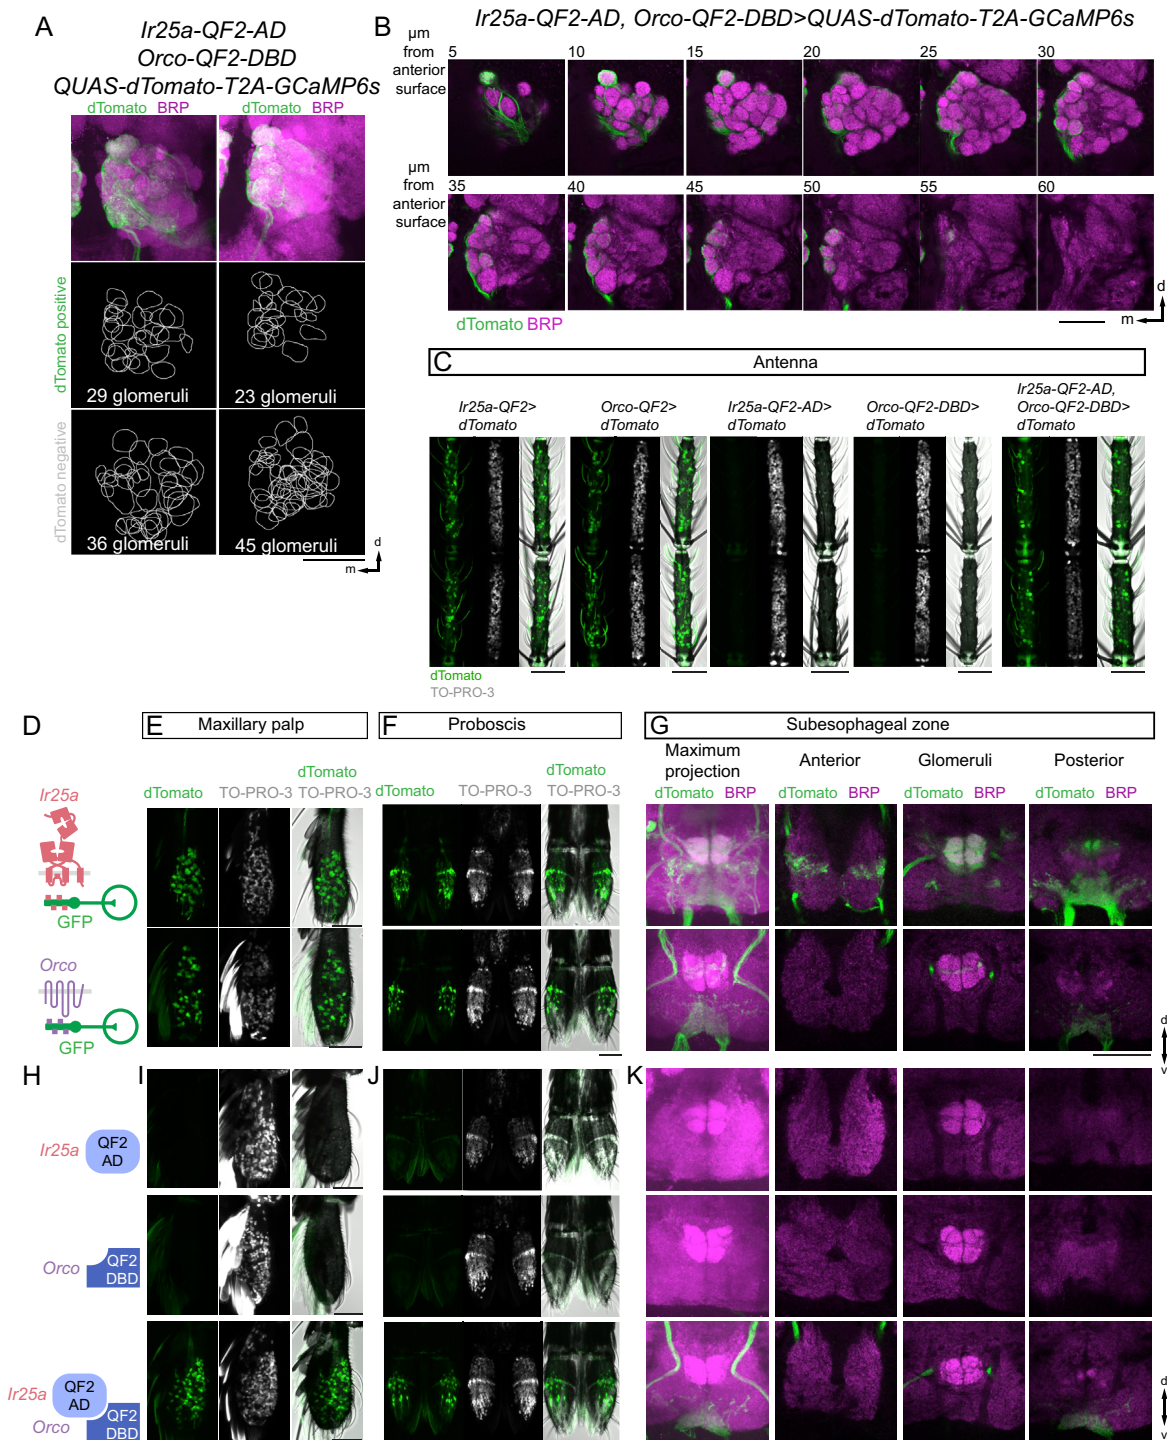 A
Ir25a-QF2-AD
Orco-QF2-DBD
QUAS-dTomato-T2A-GCaMP6s
dTomato BRP
dTomato BRP
dTomato positive
29 glomeruli
23 glomeruli
dTomato negative
36 glomeruli
45 glomeruli
d
m
B
Ir25a-QF2-AD, Orco-QF2-DBD>QUAS-dTomato-T2A-GCaMP6s
µm
from
anterior
surface
5
10
15
20
25
30
µm
from
anterior
surface
35
40
45
50
55
60
dTomato BRP
d
m
C
Antenna
Ir25a-QF2>
dTomato
Orco-QF2>
dTomato
Ir25a-QF2-AD>
dTomato
Orco-QF2-DBD>
dTomato
Ir25a-QF2-AD,
Orco-QF2-DBD>
dTomato
dTomato
TO-PRO-3
D
Ir25a
GFP
Orco
GFP
E
Maxillary palp
dTomato
TO-PRO-3
dTomato
TO-PRO-3
F
Proboscis
dTomato
TO-PRO-3
dTomato
TO-PRO-3
G
Subesophageal zone
Maximum
projection
Anterior
Glomeruli
Posterior
dTomato BRP
dTomato BRP
dTomato BRP
dTomato BRP
d
v
H
Ir25a
QF2
AD
Orco
QF2
DBD
Ir25a
QF2
AD
Orco
QF2
DBD
I
J
K
d
v